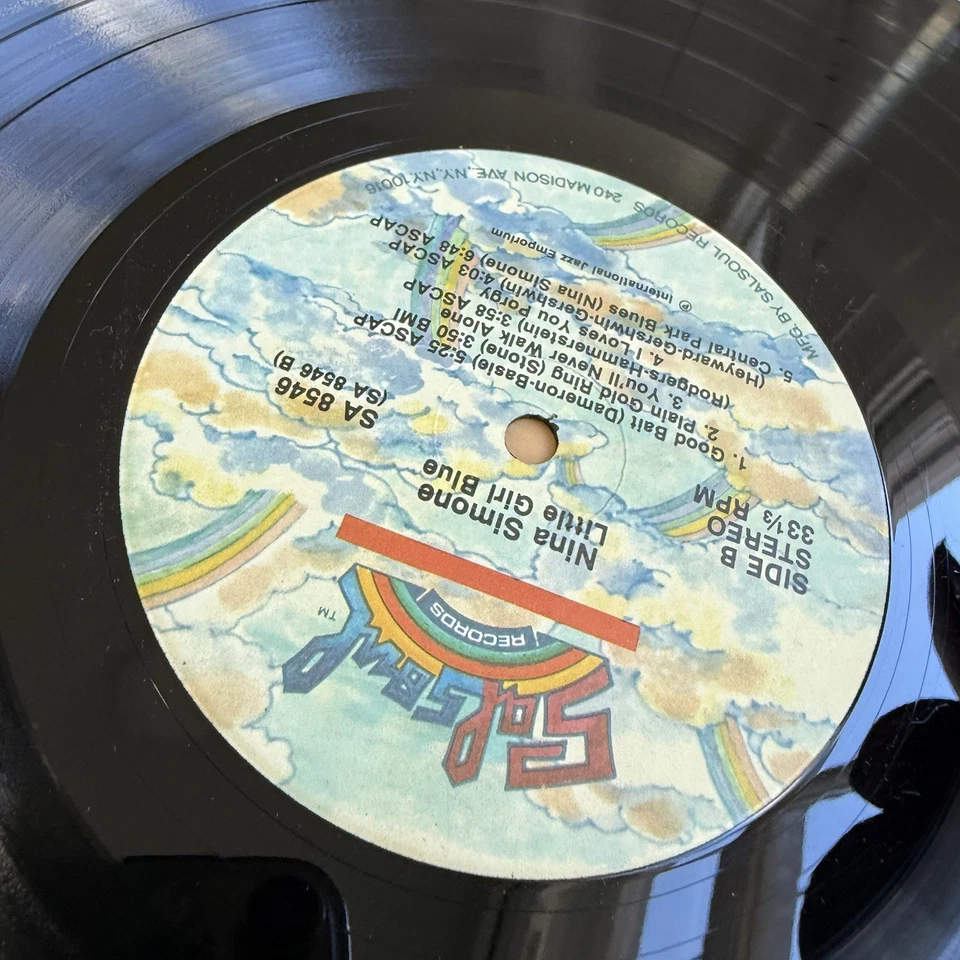 SalSoul
RECORDS
TM
Nina Simone
Little Girl Blue
SIDE B
STEREO
33 1/3 RPM
SA 8546
(SA 8546 B)
1. Good Bait (Dameron-Basie) 5:25 ASCAP
2. Plain Gold Ring (Stone) 3:50 BMI
3. You'll Never Walk Alone
(Rodgers-Hammerstein) 3:58 ASCAP
4. I Loves You Porgy
(Heyward-Gershwin-Gershwin) 4:03 ASCAP
5. Central Park Blues (Nina Simone) 6:48 ASCAP
℗ International Jazz Emporium
MFG. BY SALSOUL RECORDS 240 MADISON AVE, NY, NY 10016